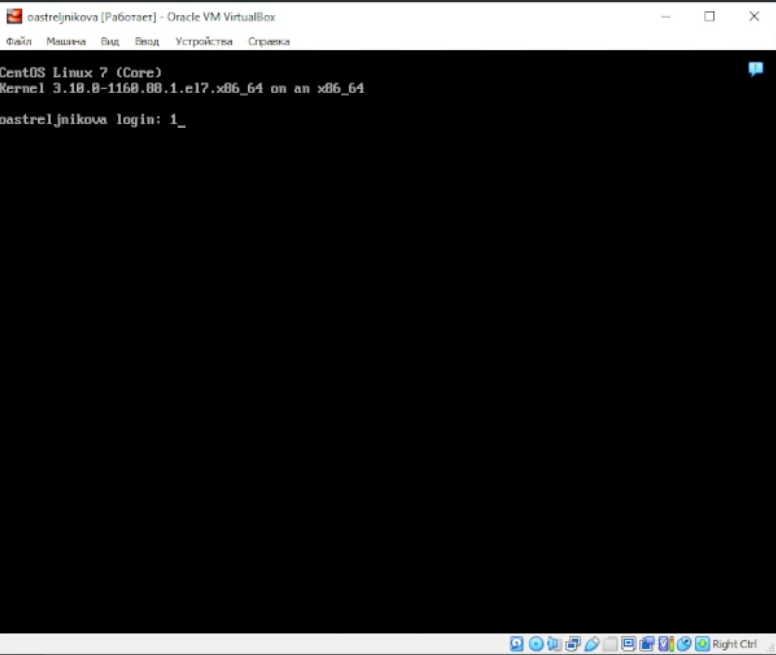 oastreljnikova [Работает] - Oracle VM VirtualBox
Файл Машина Вид Ввод Устройства Справка
CentOS Linux 7 (Core)
Kernel 3.10.0-1160.88.1.el7.x86_64 on an x86_64
oastreljnikova login: 1_
Right Ctrl